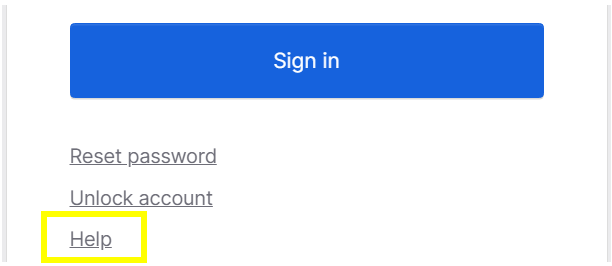 Sign in
Reset password
Unlock account
Help